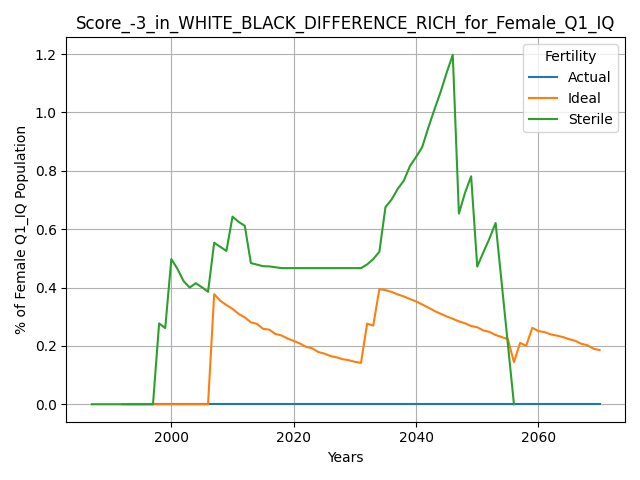 Score_-3_in_WHITE_BLACK_DIFFERENCE_RICH_for_Female_Q1_IQ
Fertility
Actual
Ideal
Sterile
% of Female Q1_IQ Population
1.2
1.0
0.8
0.6
0.4
0.2
0.0
2000 2020 2040 2060
Years